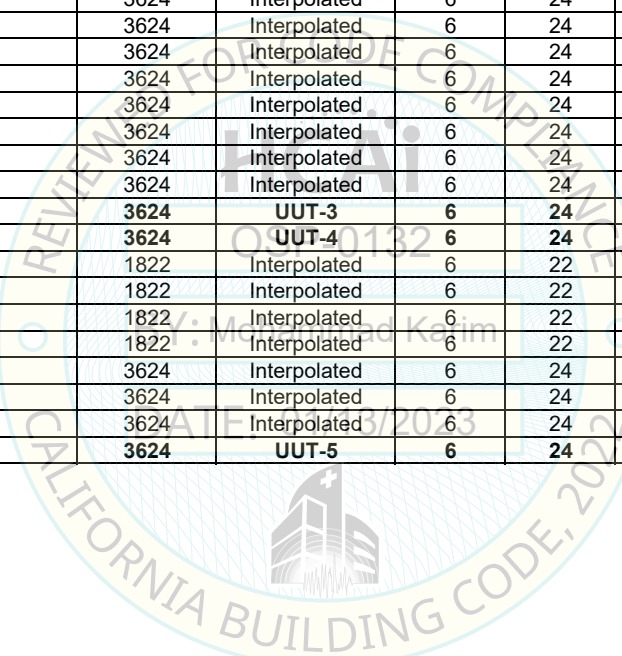 3624 Interpolated 6 24
3624 Interpolated 6 24
3624 Interpolated 6 24
3624 Interpolated 6 24
3624 Interpolated 6 24
3624 Interpolated 6 24
3624 Interpolated 6 24
3624 Interpolated 6 24
3624 UUT-3 6 24
3624 UUT-4 6 24
1822 Interpolated 6 22
1822 Interpolated 6 22
1822 Interpolated 6 22
1822 Interpolated 6 22
3624 Interpolated 6 24
3624 Interpolated 6 24
3624 Interpolated 6 24
3624 UUT-5 6 24
REVIEWED FOR CODE COMPLIANCE
HCAi
OSP-0132
BY: Mohammad Karim
DATE: 01/13/2023
CALIFORNIA BUILDING CODE, 2022